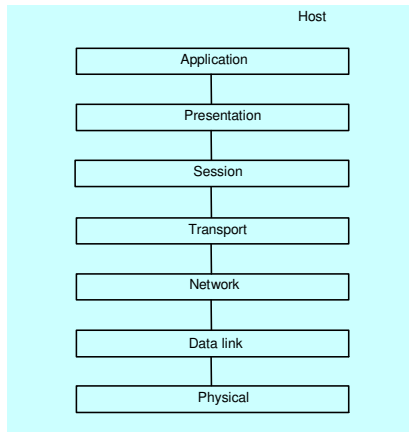 Host
Application
Presentation
Session
Transport
Network
Data link
Physical